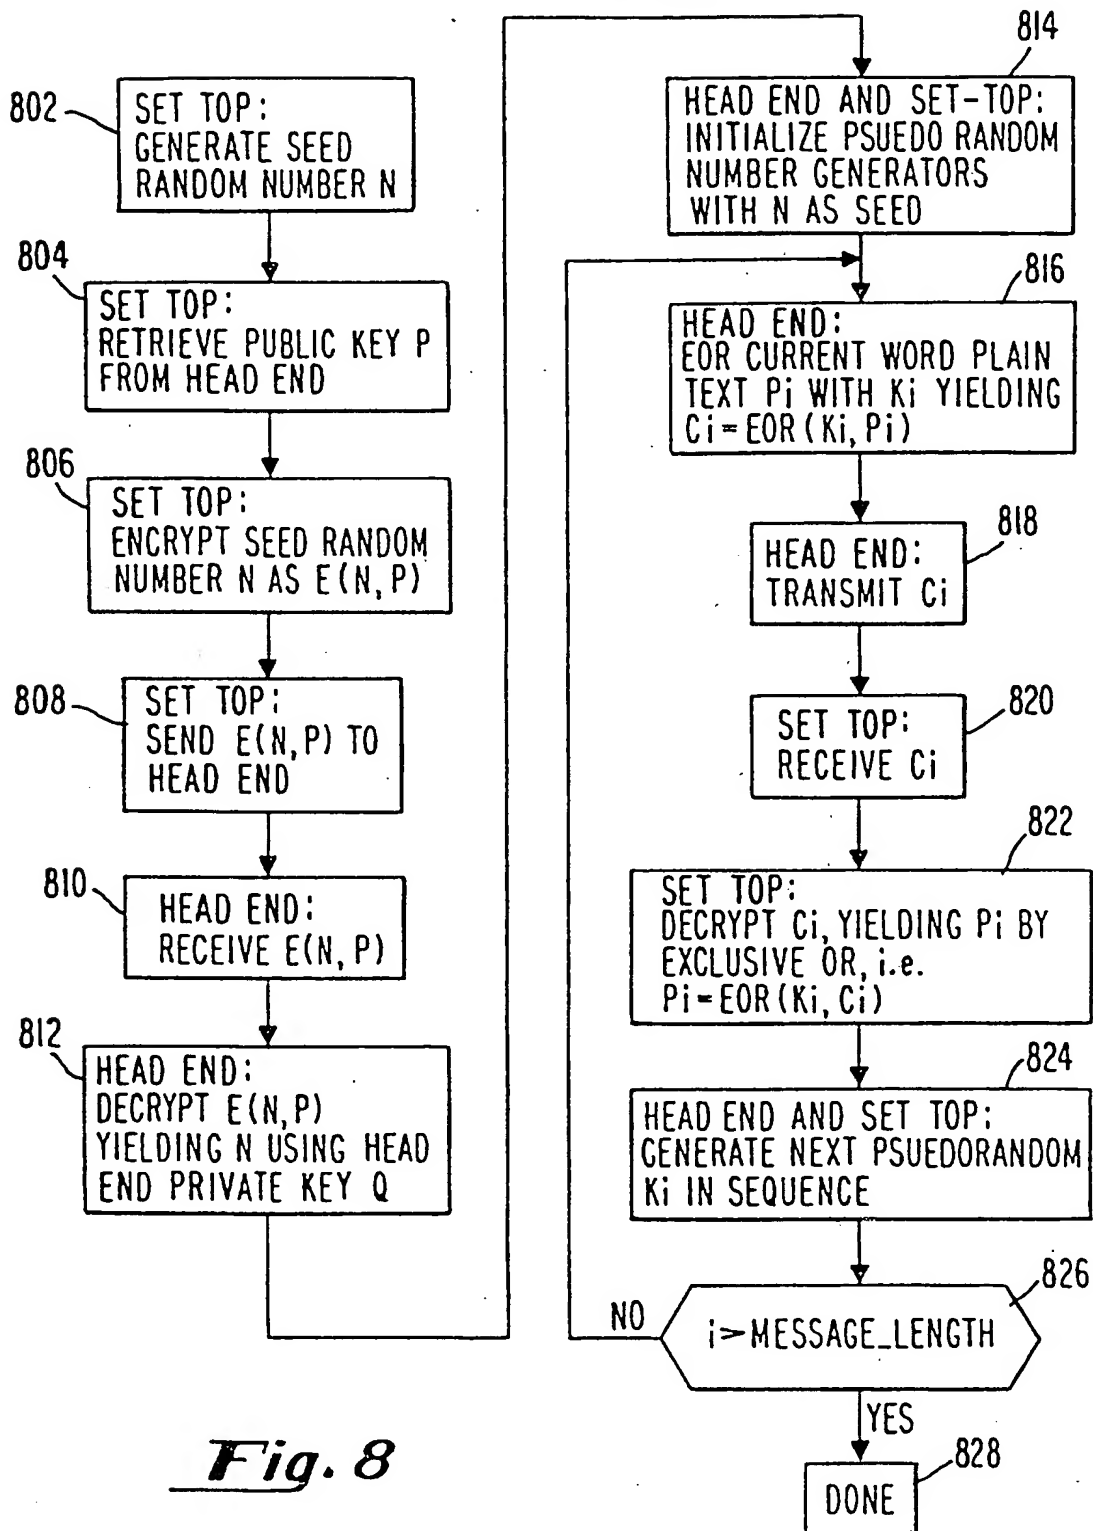 802
SET TOP:
GENERATE SEED
RANDOM NUMBER N
804
SET TOP:
RETRIEVE PUBLIC KEY P
FROM HEAD END
806
SET TOP:
ENCRYPT SEED RANDOM
NUMBER N AS E(N,P)
808
SET TOP:
SEND E(N,P) TO
HEAD END
810
HEAD END:
RECEIVE E(N,P)
812
HEAD END:
DECRYPT E(N,P)
YIELDING N USING HEAD
END PRIVATE KEY Q
814
HEAD END AND SET-TOP:
INITIALIZE PSUEDO RANDOM
NUMBER GENERATORS
WITH N AS SEED
816
HEAD END:
EOR CURRENT WORD PLAIN
TEXT Pi WITH Ki YIELDING
Ci=EOR(Ki,Pi)
818
HEAD END:
TRANSMIT Ci
820
SET TOP:
RECEIVE Ci
822
SET TOP:
DECRYPT Ci, YIELDING Pi BY
EXCLUSIVE OR, i.e.
Pi=EOR(Ki,Ci)
824
HEAD END AND SET TOP:
GENERATE NEXT PSUEDORANDOM
Ki IN SEQUENCE
826
i>MESSAGE_LENGTH
NO
YES
828
DONE
Fig. 8